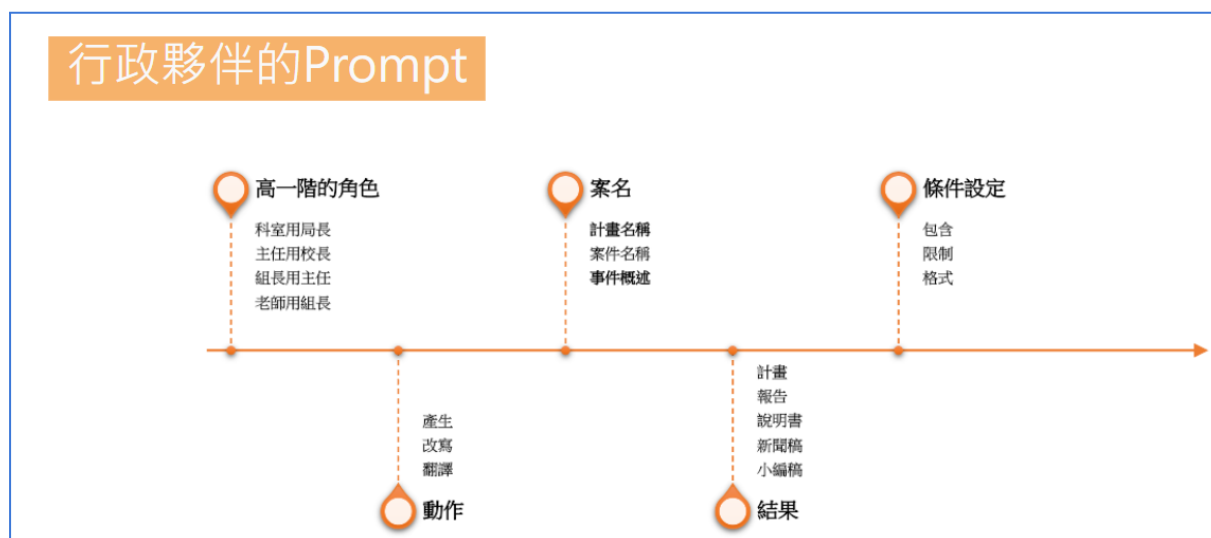 行政夥伴的Prompt
高一階的角色
科室用局長
主任用校長
組長用主任
老師用組長
產生
改寫
翻譯
動作
案名
計畫名稱
案件名稱
事件概述
計畫
報告
說明書
新聞稿
小編稿
結果
條件設定
包含
限制
格式